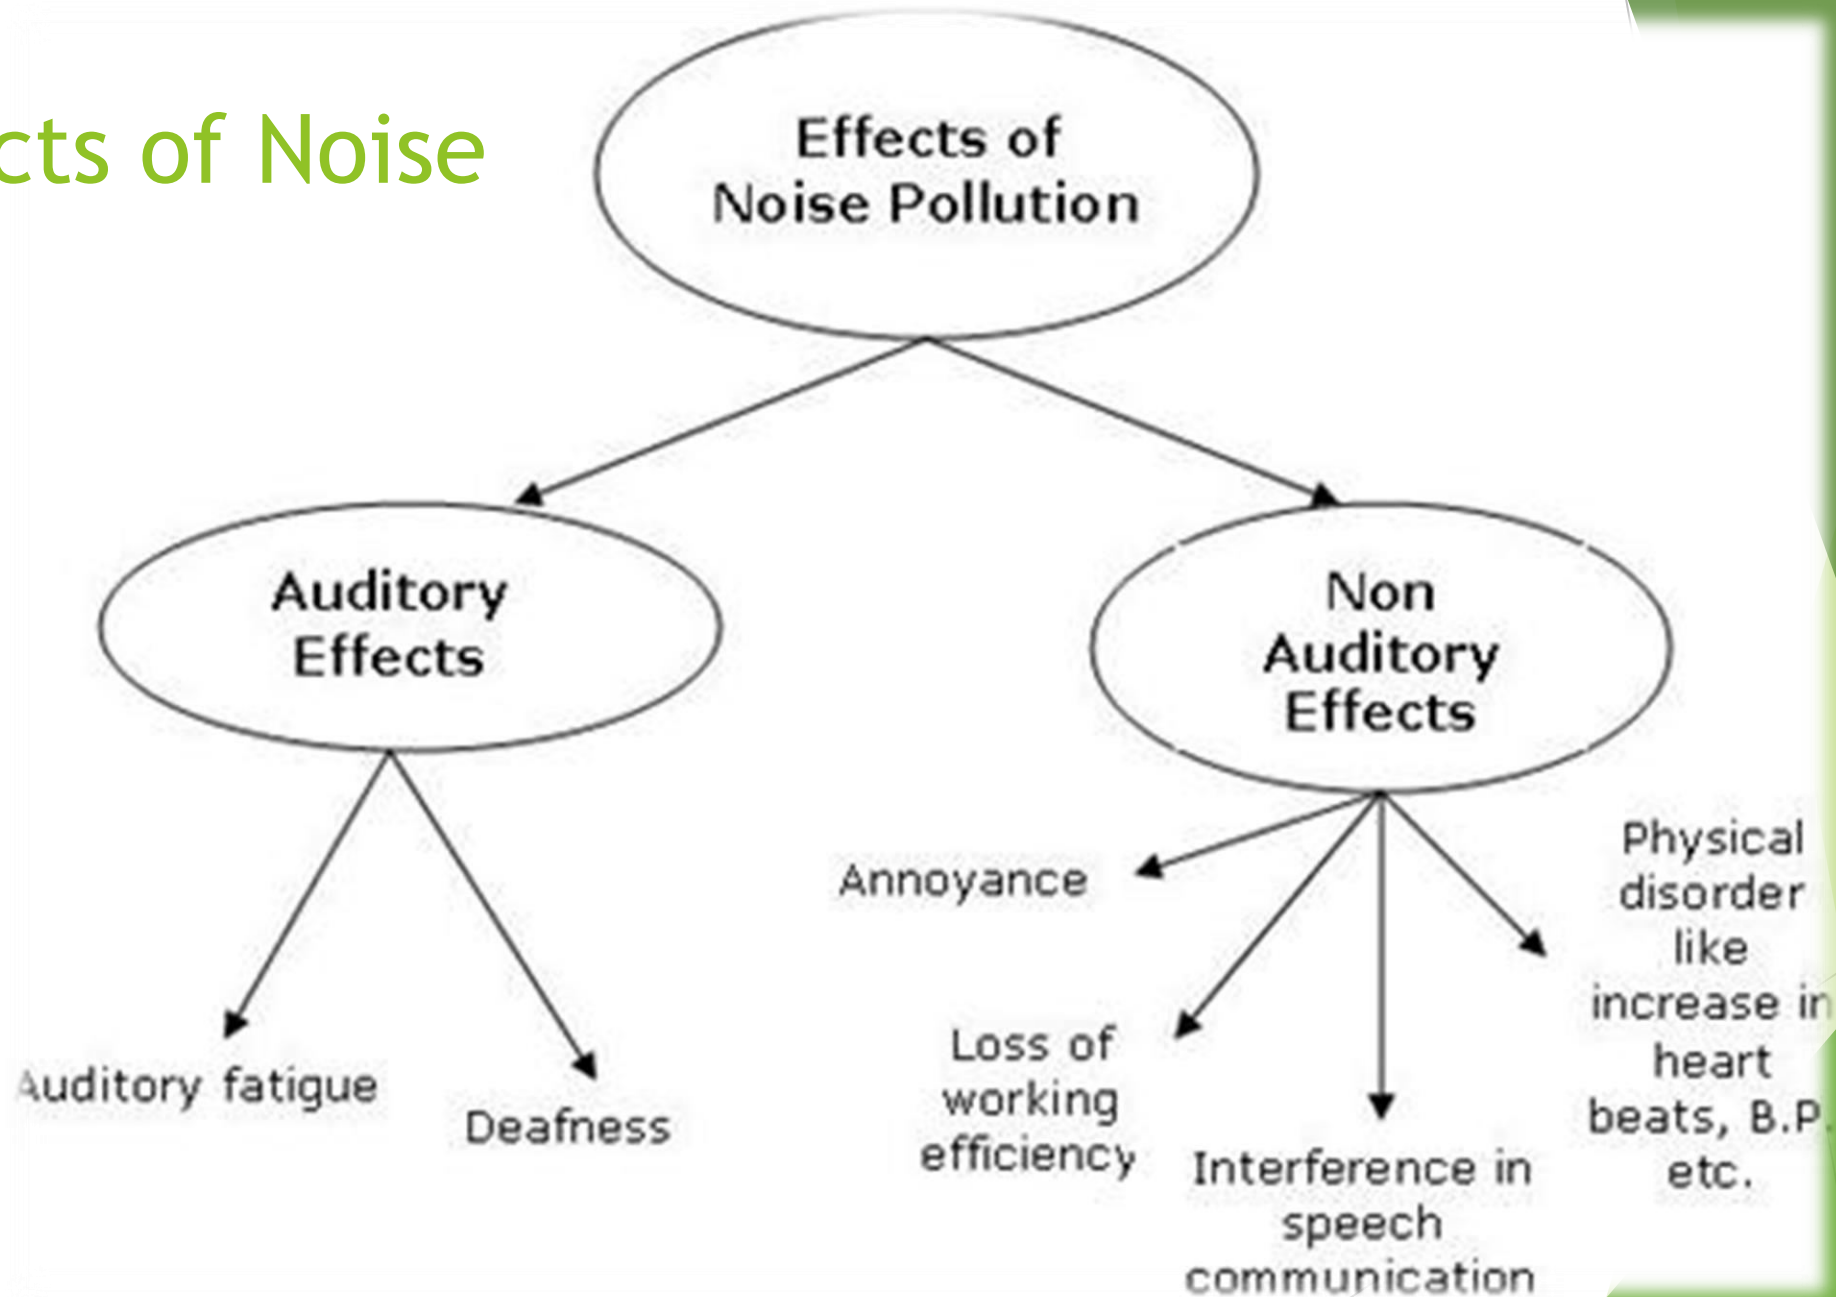 cts of Noise
Effects of
Noise Pollution
Auditory
Effects
Non
Auditory
Effects
Auditory fatigue
Deafness
Annoyance
Loss of
working
efficiency
Interference in
speech
communication
Physical
disorder
like
increase in
heart
beats, B.P.
etc.